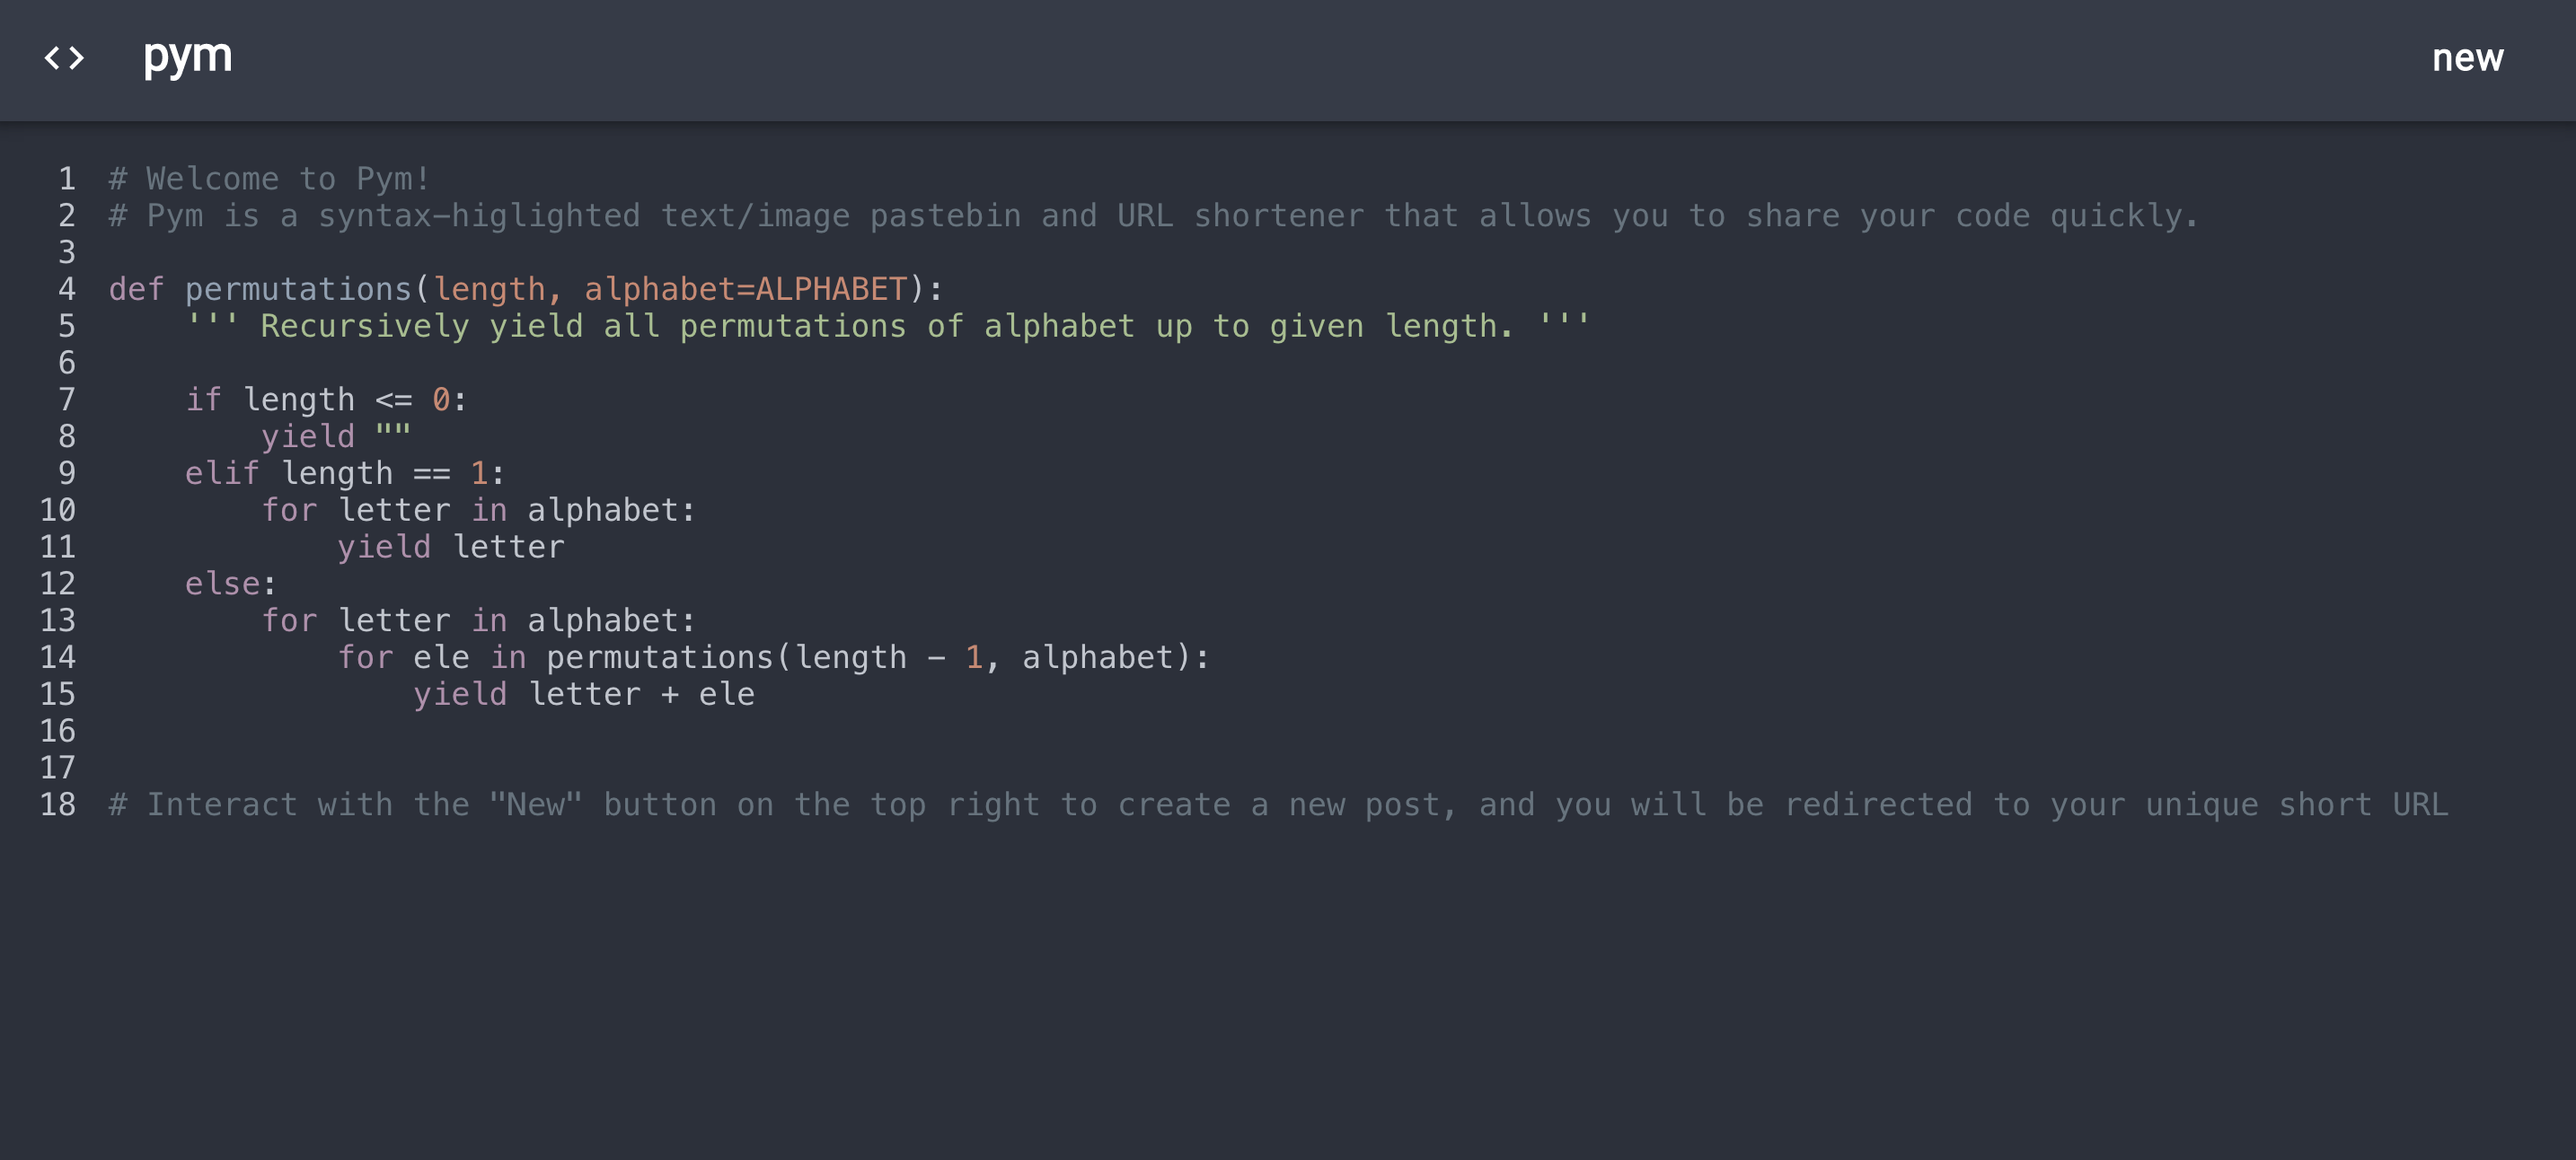 <> pym new
1 # Welcome to Pym!
2 # Pym is a syntax-higlighted text/image pastebin and URL shortener that allows you to share your code quickly.
3
4 def permutations(length, alphabet=ALPHABET):
5     ''' Recursively yield all permutations of alphabet up to given length. '''
6
7     if length <= 0:
8         yield ""
9     elif length == 1:
10         for letter in alphabet:
11             yield letter
12     else:
13         for letter in alphabet:
14             for ele in permutations(length - 1, alphabet):
15                 yield letter + ele
16
17
18 # Interact with the "New" button on the top right to create a new post, and you will be redirected to your unique short URL